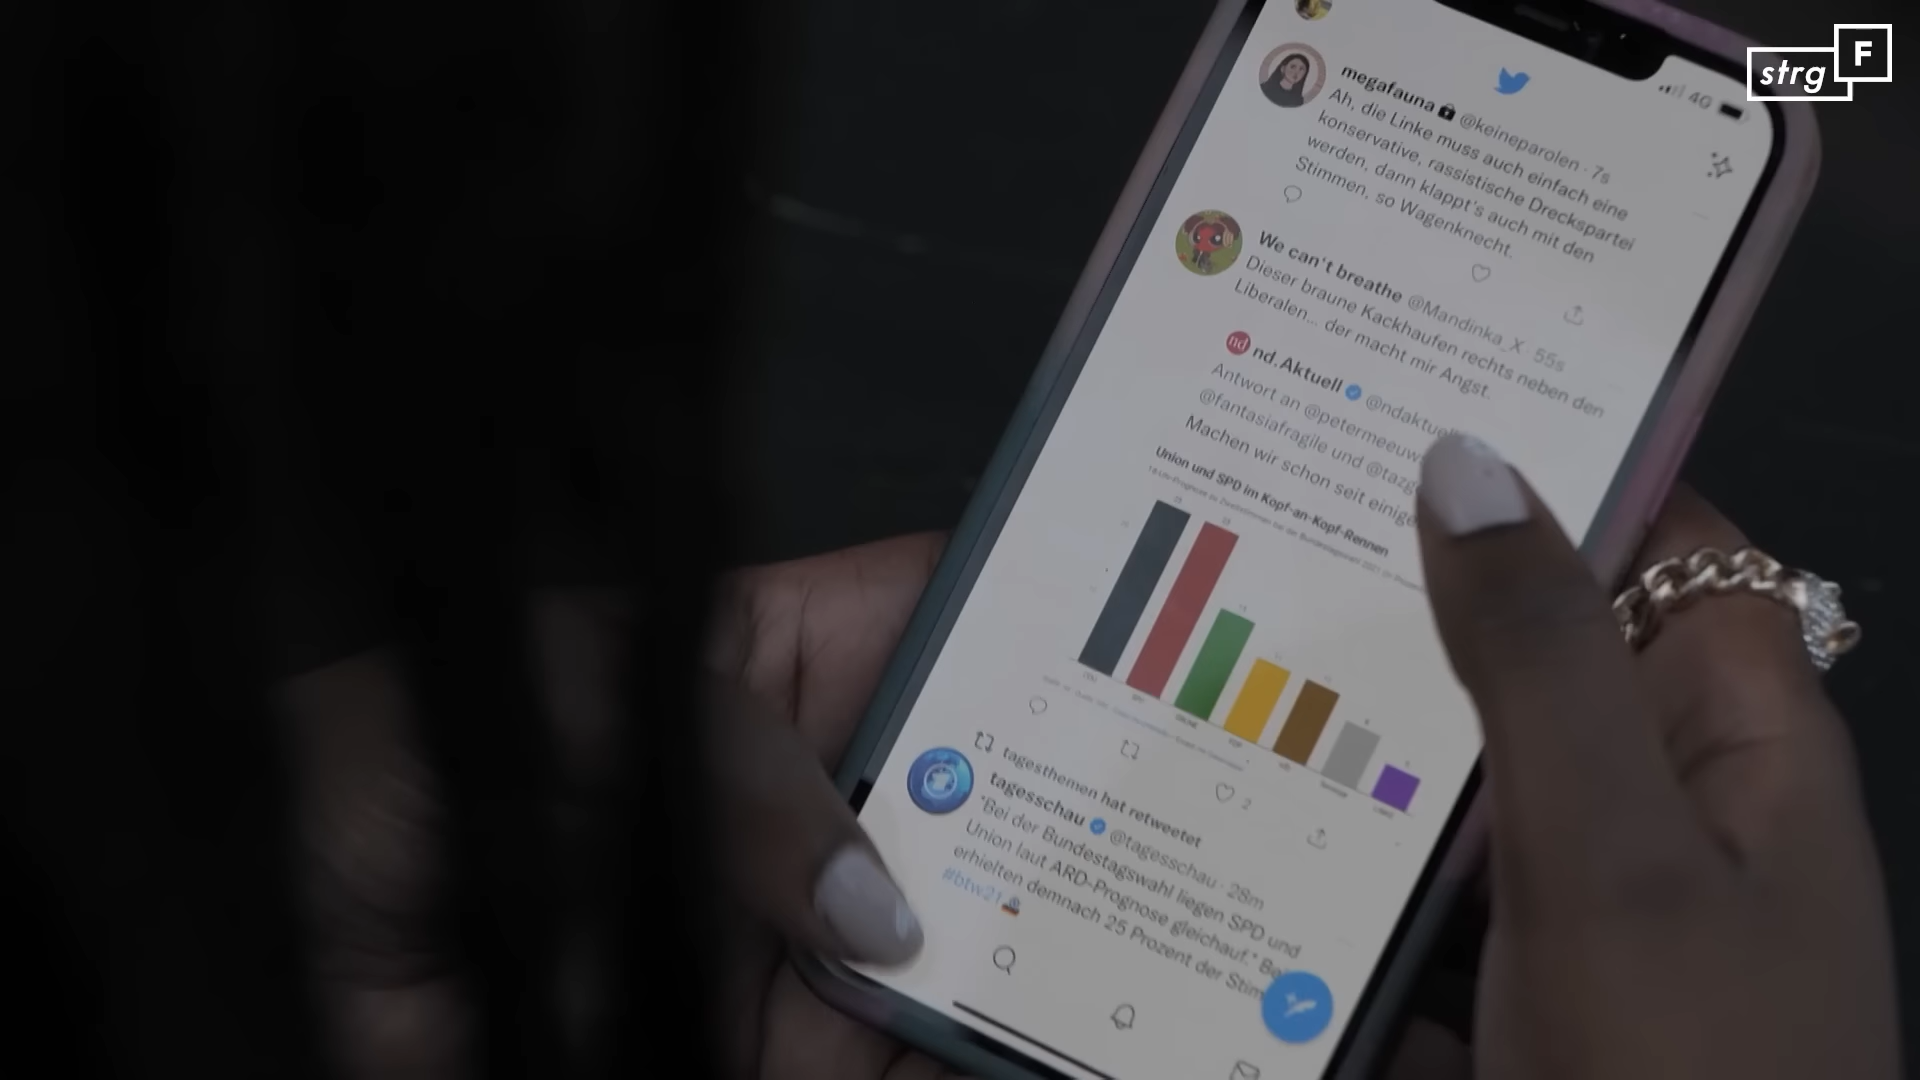 strg F
4G
megafauna @keineparolen · 7s
Ah, die Linke muss auch einfach eine
konservative, rassistische Dreckspartei
werden, dann klappt's auch mit den
Stimmen, so Wagenknecht.
We can't breathe @Mandinka_X · 55s
Dieser braune Kackhaufen rechts neben den
Liberalen... der macht mir Angst.
nd
nd.Aktuell @ndaktuell
Antwort an @petermeeuw
@fantasiafragile und @tazg
Machen wir schon seit einige
Union und SPD im Kopf-an-Kopf-Rennen
2
tagesthemen hat retweetet
tagesschau @tagesschau · 28m
"Bei der Bundestagswahl liegen SPD und
Union laut ARD-Prognose gleichauf." Be
erhielten demnach 25 Prozent der Stim
#btw21